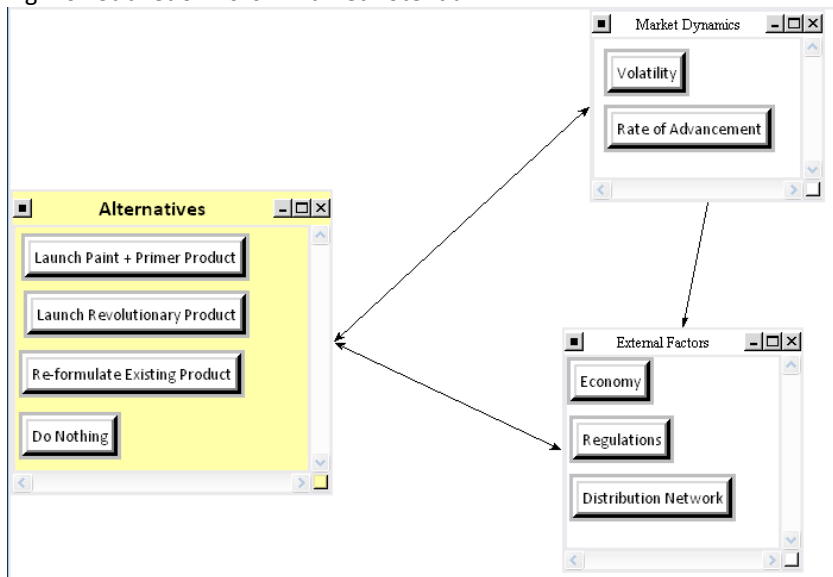 Market Dynamics
Volatility
Rate of Advancement
Alternatives
Launch Paint + Primer Product
Launch Revolutionary Product
Re-formulate Existing Product
Do Nothing
External Factors
Economy
Regulations
Distribution Network